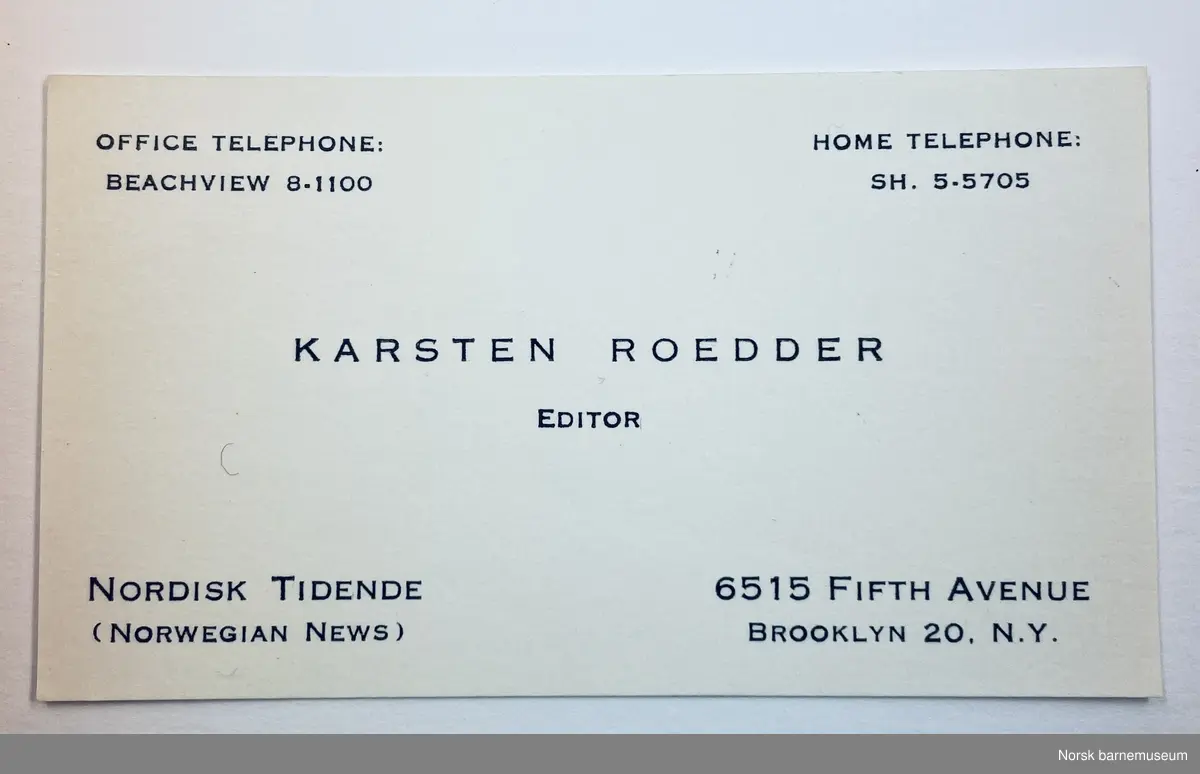 OFFICE TELEPHONE:
BEACHVIEW 8-1100
HOME TELEPHONE:
SH. 5-5705
KARSTEN ROEDDER
EDITOR
NORDISK TIDENDE
(NORWEGIAN NEWS)
6515 FIFTH AVENUE
BROOKLYN 20, N.Y.
Norsk barnemuseum